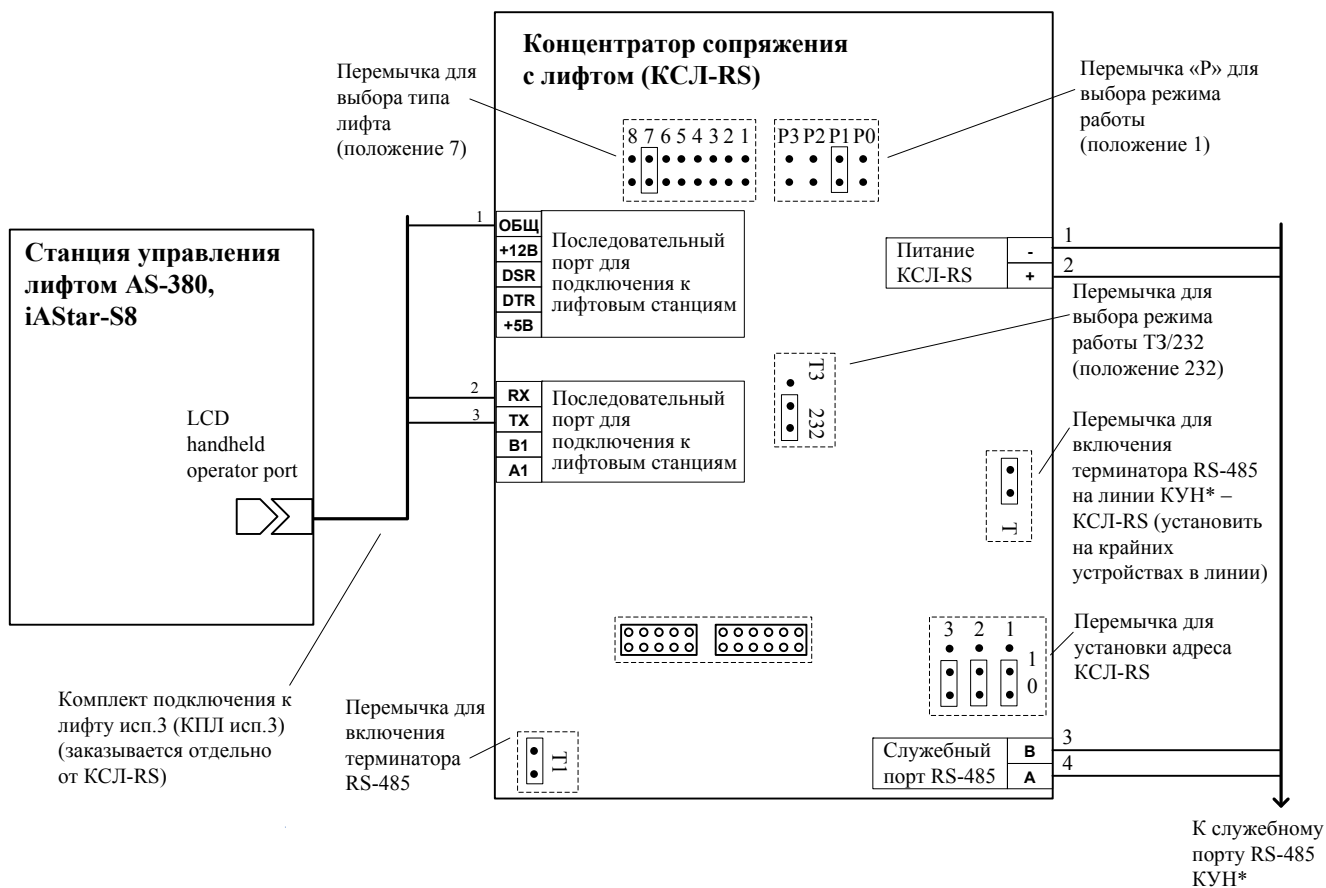 Концентратор сопряжения
с лифтом (КСЛ-RS)
Перемычка для
выбора типа
лифта
(положение 7)
8 7 6 5 4 3 2 1
P3 P2 P1 P0
Перемычка «Р» для
выбора режима
работы
(положение 1)
Станция управления
лифтом AS-380,
iAStar-S8
LCD
handheld
operator port
1
ОБЩ
+12В
DSR
DTR
+5В
Последовательный
порт для
подключения к
лифтовым станциям
2
3
RX
TX
B1
A1
Последовательный
порт для
подключения к
лифтовым станциям
Питание
КСЛ-RS
-
+
1
2
Перемычка для
выбора режима
работы ТЗ/232
(положение 232)
ТЗ
232
Перемычка для
включения
терминатора RS-485
на линии КУН* –
КСЛ-RS (установить
на крайних
устройствах в линии)
T
3 2 1
1
0
Перемычка для
установки адреса
КСЛ-RS
Комплект подключения к
лифту исп.3 (КПЛ исп.3)
(заказывается отдельно
от КСЛ-RS)
Перемычка для
включения
терминатора
RS-485
T1
Служебный
порт RS-485
B
A
3
4
К служебному
порту RS-485
КУН*